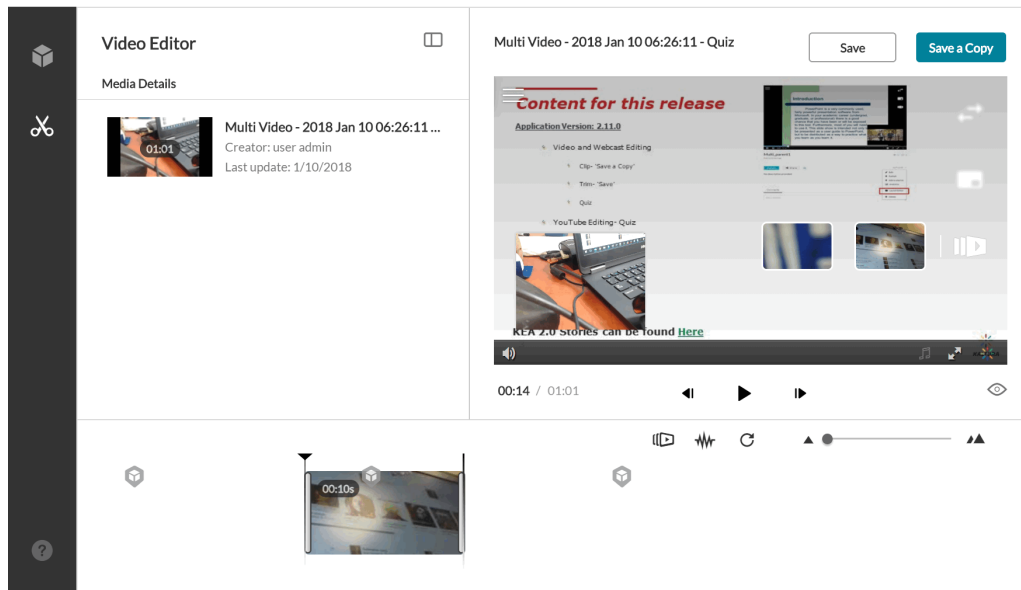 Video Editor
Media Details
01:01
Multi Video - 2018 Jan 10 06:26:11 ...
Creator: user admin
Last update: 1/10/2018
Multi Video - 2018 Jan 10 06:26:11 - Quiz
Save
Save a Copy
Content for this release
Application Version: 2.11.0
Video and Webcast Editing
Clip- 'Save a Copy'
Trim- 'Save'
Quiz
YouTube Editing- Quiz
KEA 2.0 Stories can be found Here
Introduction
00:14 / 01:01
00:10s
?